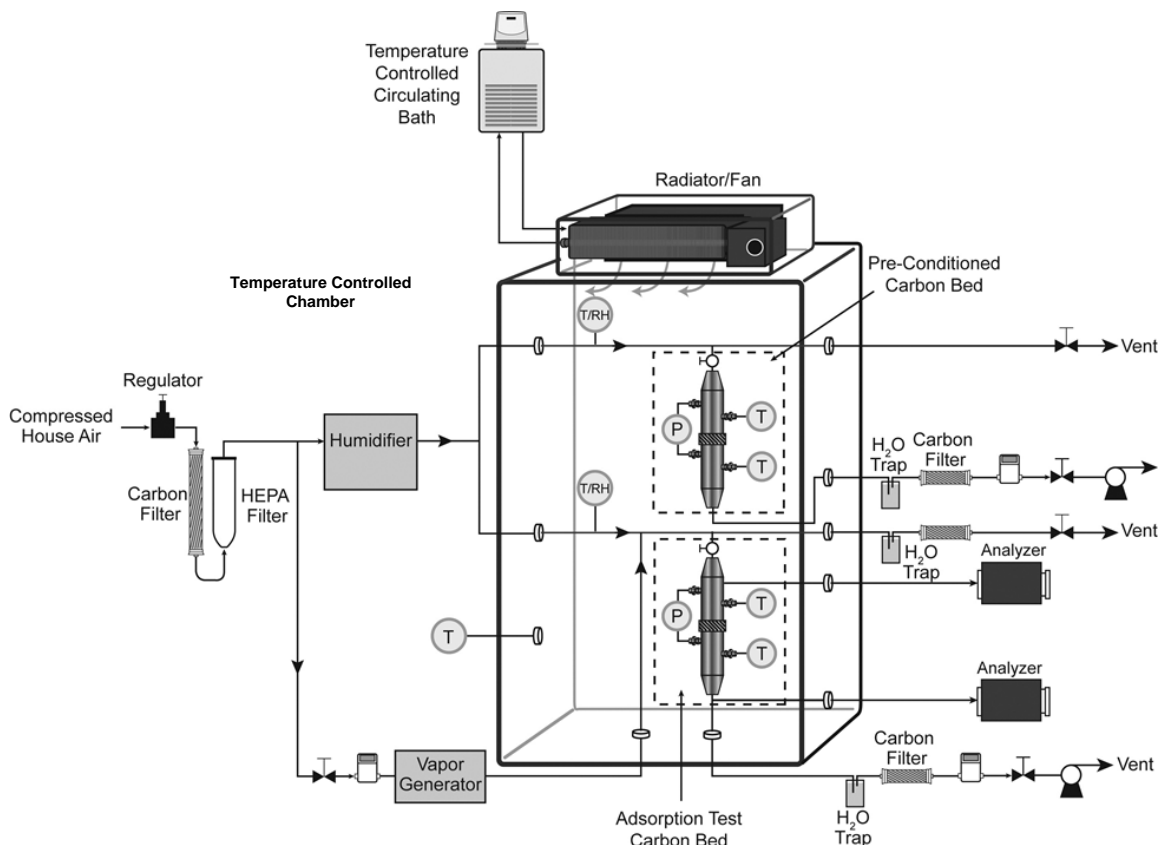 Temperature
Controlled
Circulating
Bath
Radiator/Fan
Temperature Controlled
Chamber
Pre-Conditioned
Carbon Bed
T/RH
Vent
Regulator
Compressed
House Air
Humidifier
P
T
T
H2O
Trap
Carbon
Filter
Carbon
Filter
HEPA
Filter
T/RH
Vent
H2O
Trap
Analyzer
P
T
T
T
Analyzer
Vapor
Generator
Carbon
Filter
Vent
H2O
Trap
Adsorption Test
Carbon Bed